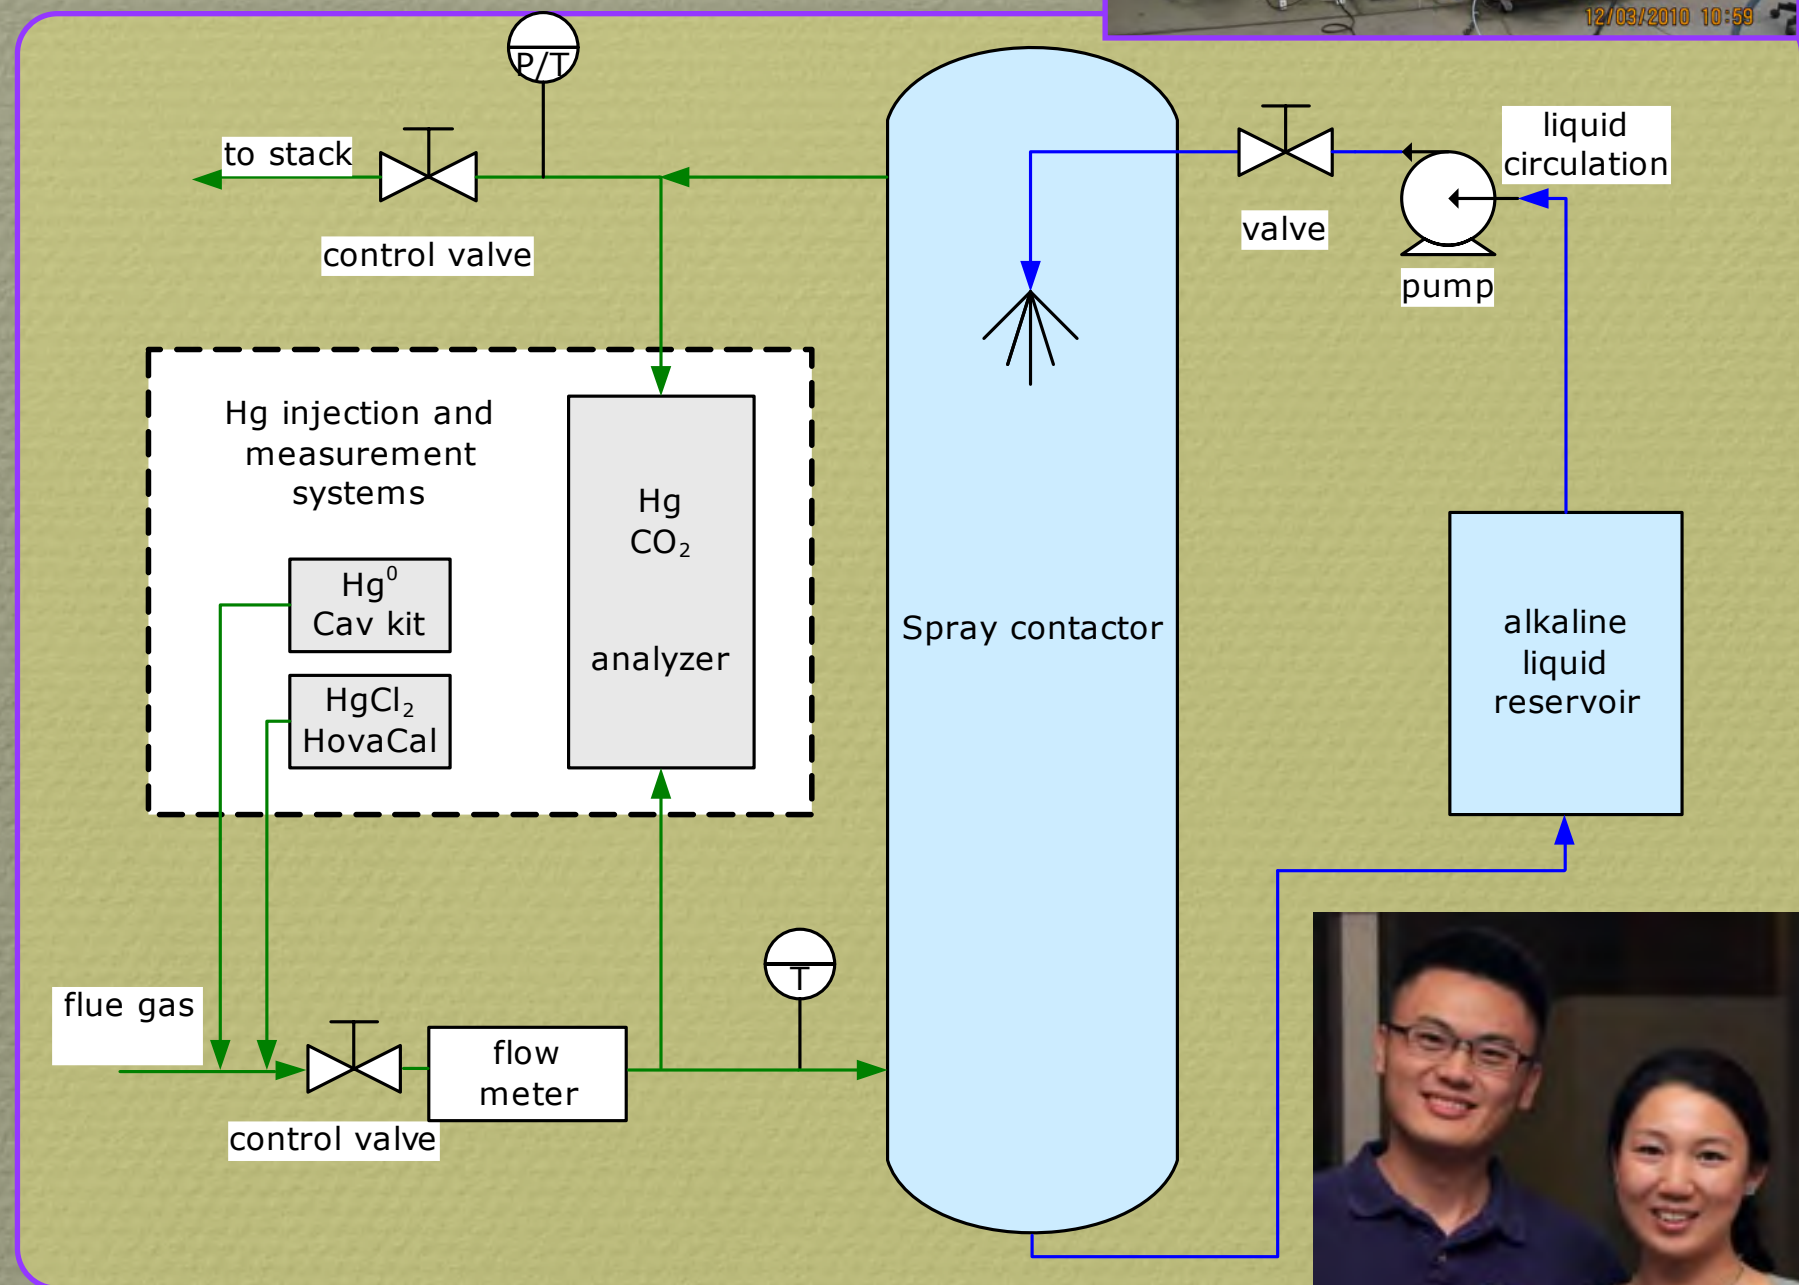 12/03/2010 10:59
P/T
to stack
control valve
liquid
circulation
valve
pump
Hg injection and
measurement
systems
Hg
CO₂
analyzer
Hg⁰
Cav kit
HgCl₂
HovaCal
Spray contactor
alkaline
liquid
reservoir
T
flue gas
flow
meter
control valve